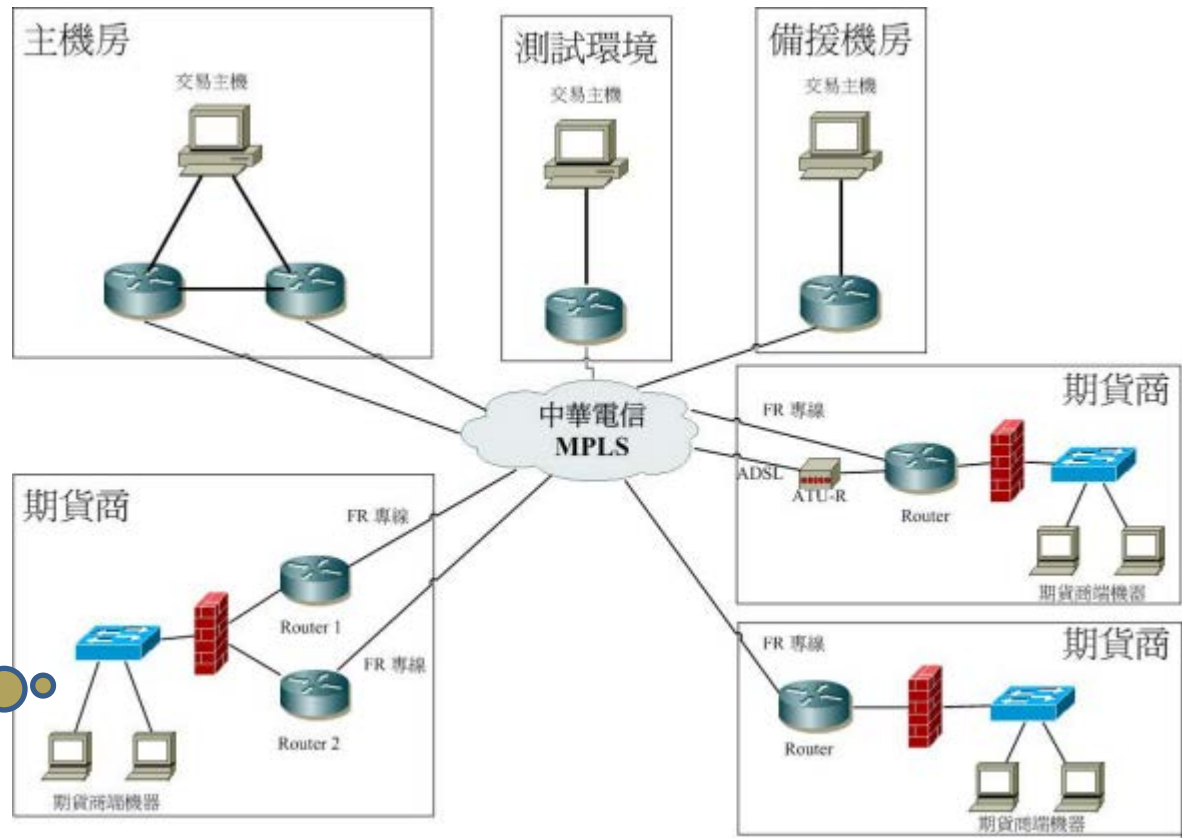 主機房
交易主機
測試環境
交易主機
備援機房
交易主機
中華電信
MPLS
期貨商
FR 專線
ADSL
ATU-R
Router
期貨商端機器
期貨商
FR 專線
Router 1
FR 專線
Router 2
期貨商端機器
期貨商
FR 專線
Router
期貨商端機器